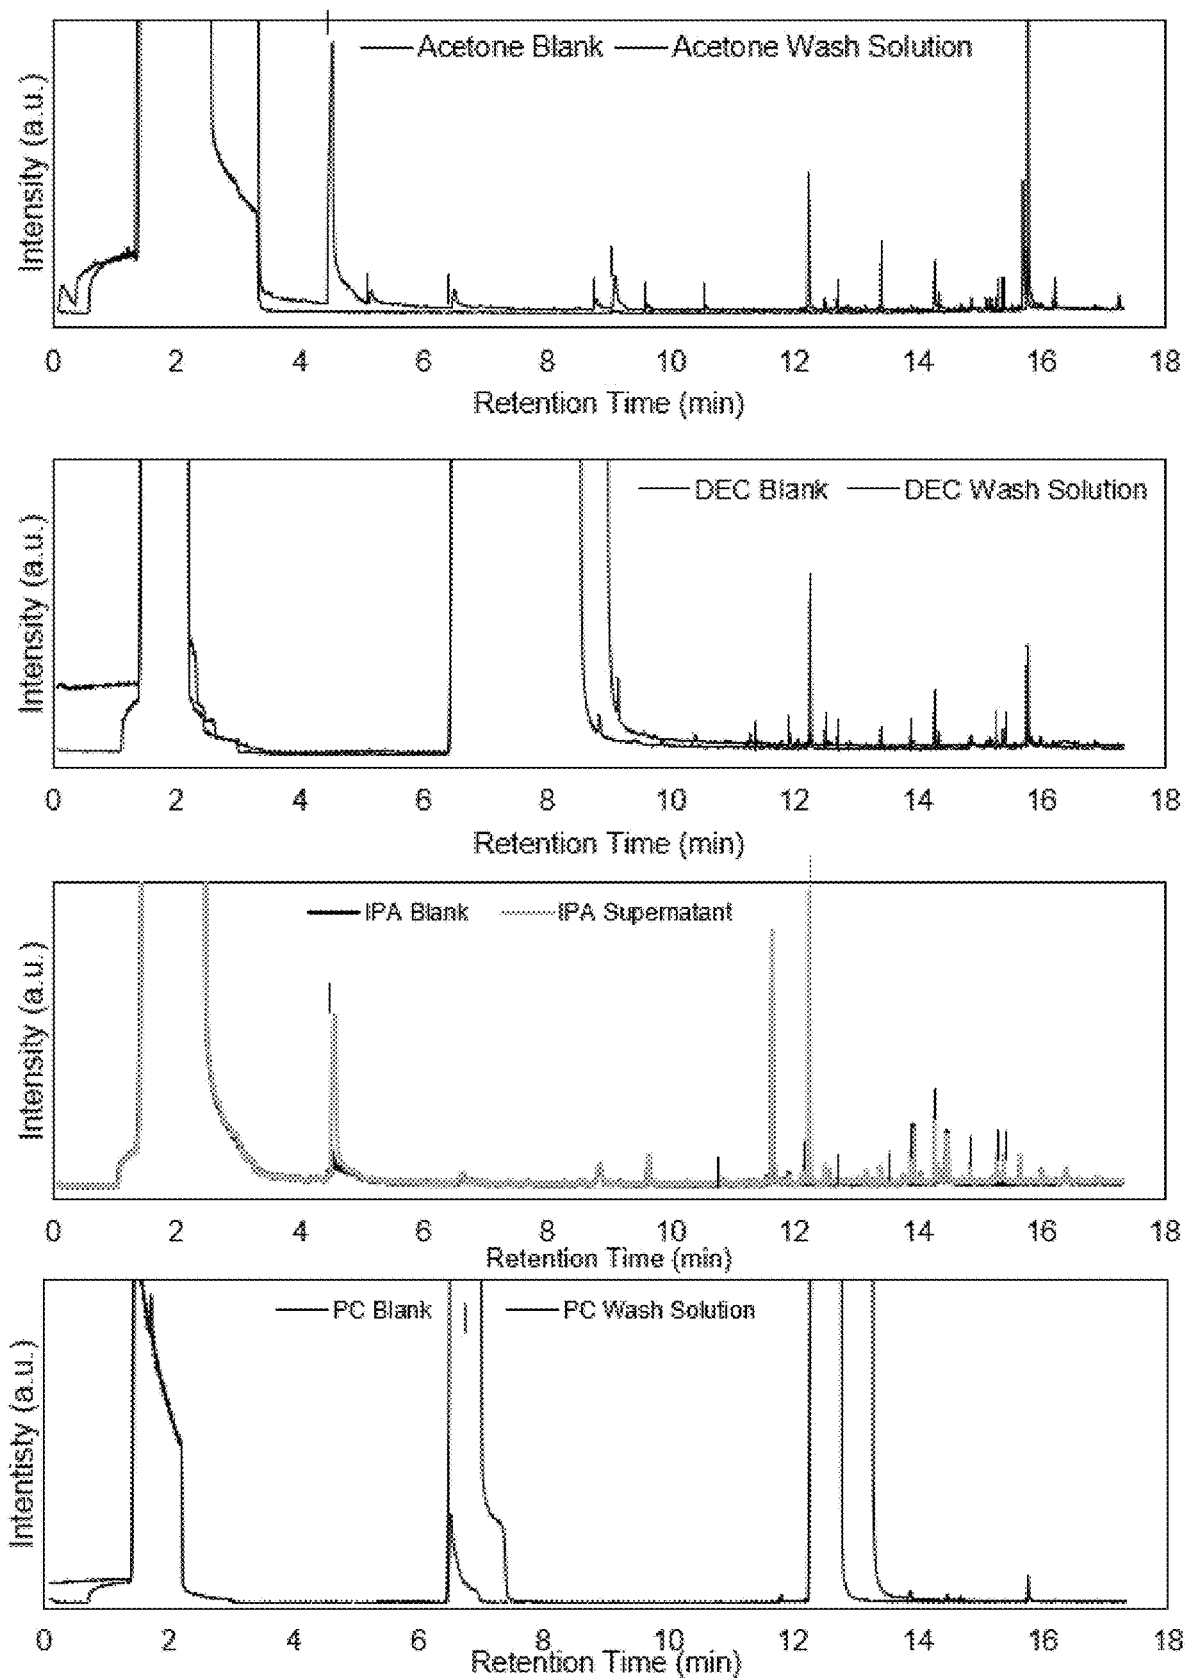 Acetone Blank Acetone Wash Solution
Intensity (a.u.)
0 2 4 6 8 10 12 14 16 18
Retention Time (min)
DEC Blank DEC Wash Solution
Intensity (a.u.)
0 2 4 6 8 10 12 14 16 18
Retention Time (min)
IPA Blank IPA Supernatant
Intensity (a.u.)
0 2 4 6 8 10 12 14 16 18
Retention Time (min)
PC Blank PC Wash Solution
Intentisty (a.u.)
0 2 4 6 8 10 12 14 16 18
Retention Time (min)